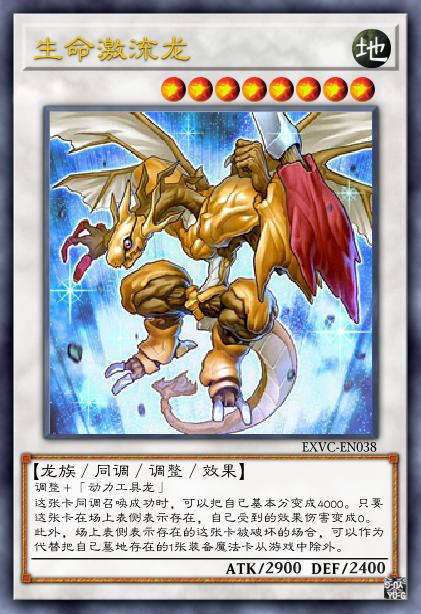 生命激流龙
地
EXVC-EN038
【龙族／同调／调整／效果】
调整＋「动力工具龙」
这张卡同调召唤成功时，可以把自己基本分变成4000。只要
这张卡在场上表侧表示存在，自己受到的效果伤害变成0。
此外，场上表侧表示存在的这张卡被破坏的场合，可以作为
代替把自己墓地存在的1张装备魔法卡从游戏中除外。
ATK/2900 DEF/2400